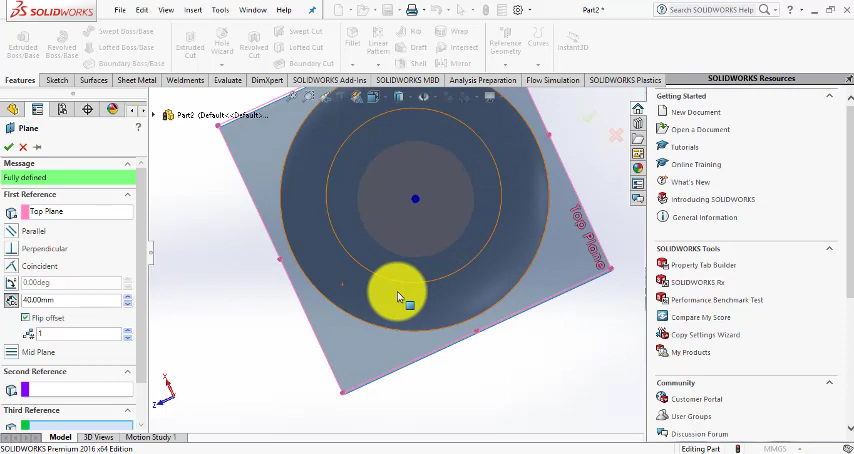 SOLIDWORKS
File Edit View Insert Tools Window Help
Part2 *
Search SOLIDWORKS Help
Extruded Boss/Base
Revolved Boss/Base
Swept Boss/Base
Lofted Boss/Base
Boundary Boss/Base
Extruded Cut
Hole Wizard
Revolved Cut
Swept Cut
Lofted Cut
Boundary Cut
Fillet
Linear Pattern
Rib
Draft
Shell
Wrap
Intersect
Mirror
Reference Geometry
Curves
Instant3D
Features Sketch Surfaces Sheet Metal Weldments Evaluate DimXpert SOLIDWORKS Add-Ins SOLIDWORKS MBD Analysis Preparation Flow Simulation SOLIDWORKS Plastics
SOLIDWORKS Resources
Plane
?
Message
Fully defined
First Reference
Top Plane
Parallel
Perpendicular
Coincident
0.00deg
40.00mm
Flip offset
1
Mid Plane
Second Reference
Third Reference
Part2 (Default<<Default>...
Top Plane
X
Z
Getting Started
New Document
Open a Document
Tutorials
Online Training
What's New
Introducing SOLIDWORKS
General Information
SOLIDWORKS Tools
Property Tab Builder
SOLIDWORKS Rx
Performance Benchmark Test
Compare My Score
Copy Settings Wizard
My Products
Community
Customer Portal
User Groups
Discussion Forum
Model 3D Views Motion Study 1
SOLIDWORKS Premium 2016 x64 Edition
Editing Part
MMGS